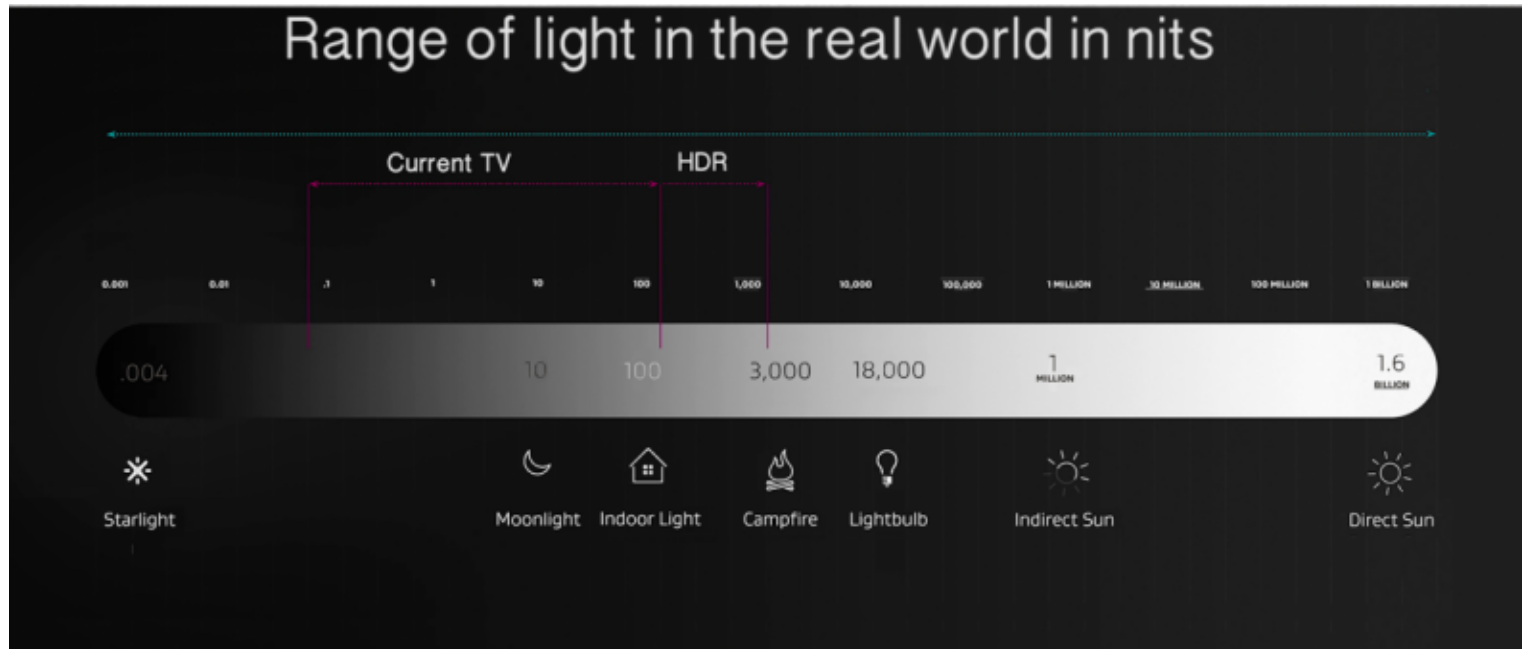 Range of light in the real world in nits
Current TV HDR
0.001 0.01 .1 1 10 100 1,000 10,000 100,000 1 MILLION 10 MILLION 100 MILLION 1 BILLION
.004 10 100 3,000 18,000 1 MILLION 1.6 BILLION
Starlight Moonlight Indoor Light Campfire Lightbulb Indirect Sun Direct Sun